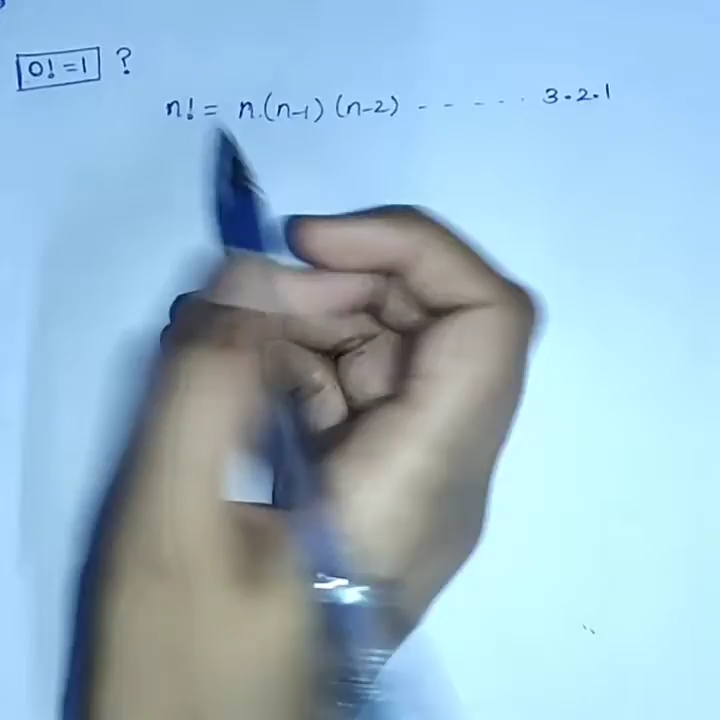 0! = 1 ?
n! = n.(n-1) (n-2) - - - - - . 3.2.1